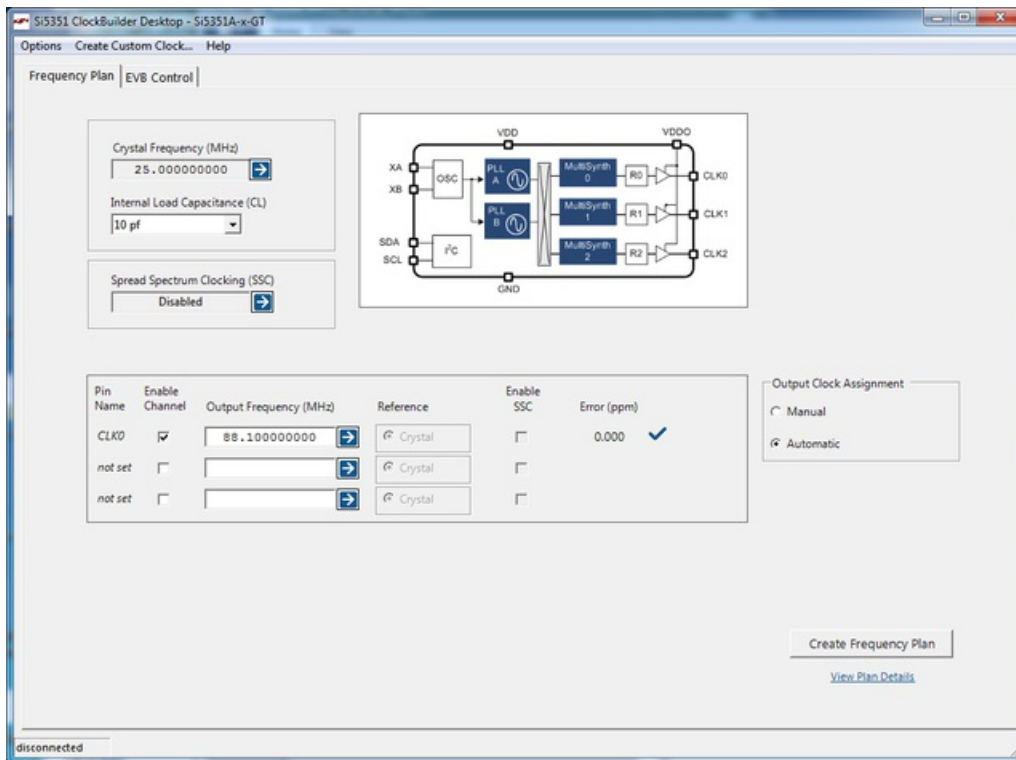 Si5351 ClockBuilder Desktop - Si5351A-x-GT
Options Create Custom Clock... Help
Frequency Plan EVB Control
Crystal Frequency (MHz)
25.000000000
Internal Load Capacitance (CL)
10 pf
Spread Spectrum Clocking (SSC)
Disabled
VDD VDDO
XA
XB
OSC
PLL
A
PLL
B
MultiSynth
0
R0
CLK0
MultiSynth
1
R1
CLK1
MultiSynth
2
R2
CLK2
SDA
SCL
I²C
GND
Pin
Name
Enable
Channel
Output Frequency (MHz)
Reference
Enable
SSC
Error (ppm)
CLK0 88.100000000 Crystal 0.000
not set Crystal
not set Crystal
Output Clock Assignment
Manual
Automatic
Create Frequency Plan
View Plan Details
disconnected